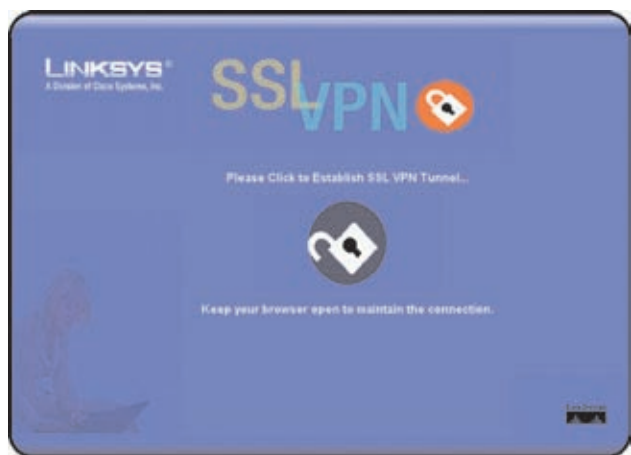 LINKSYS®
A Division of Cisco Systems, Inc.
SSL
VPN
Please Click to Establish SSL VPN Tunnel...
Keep your browser open to maintain the connection.